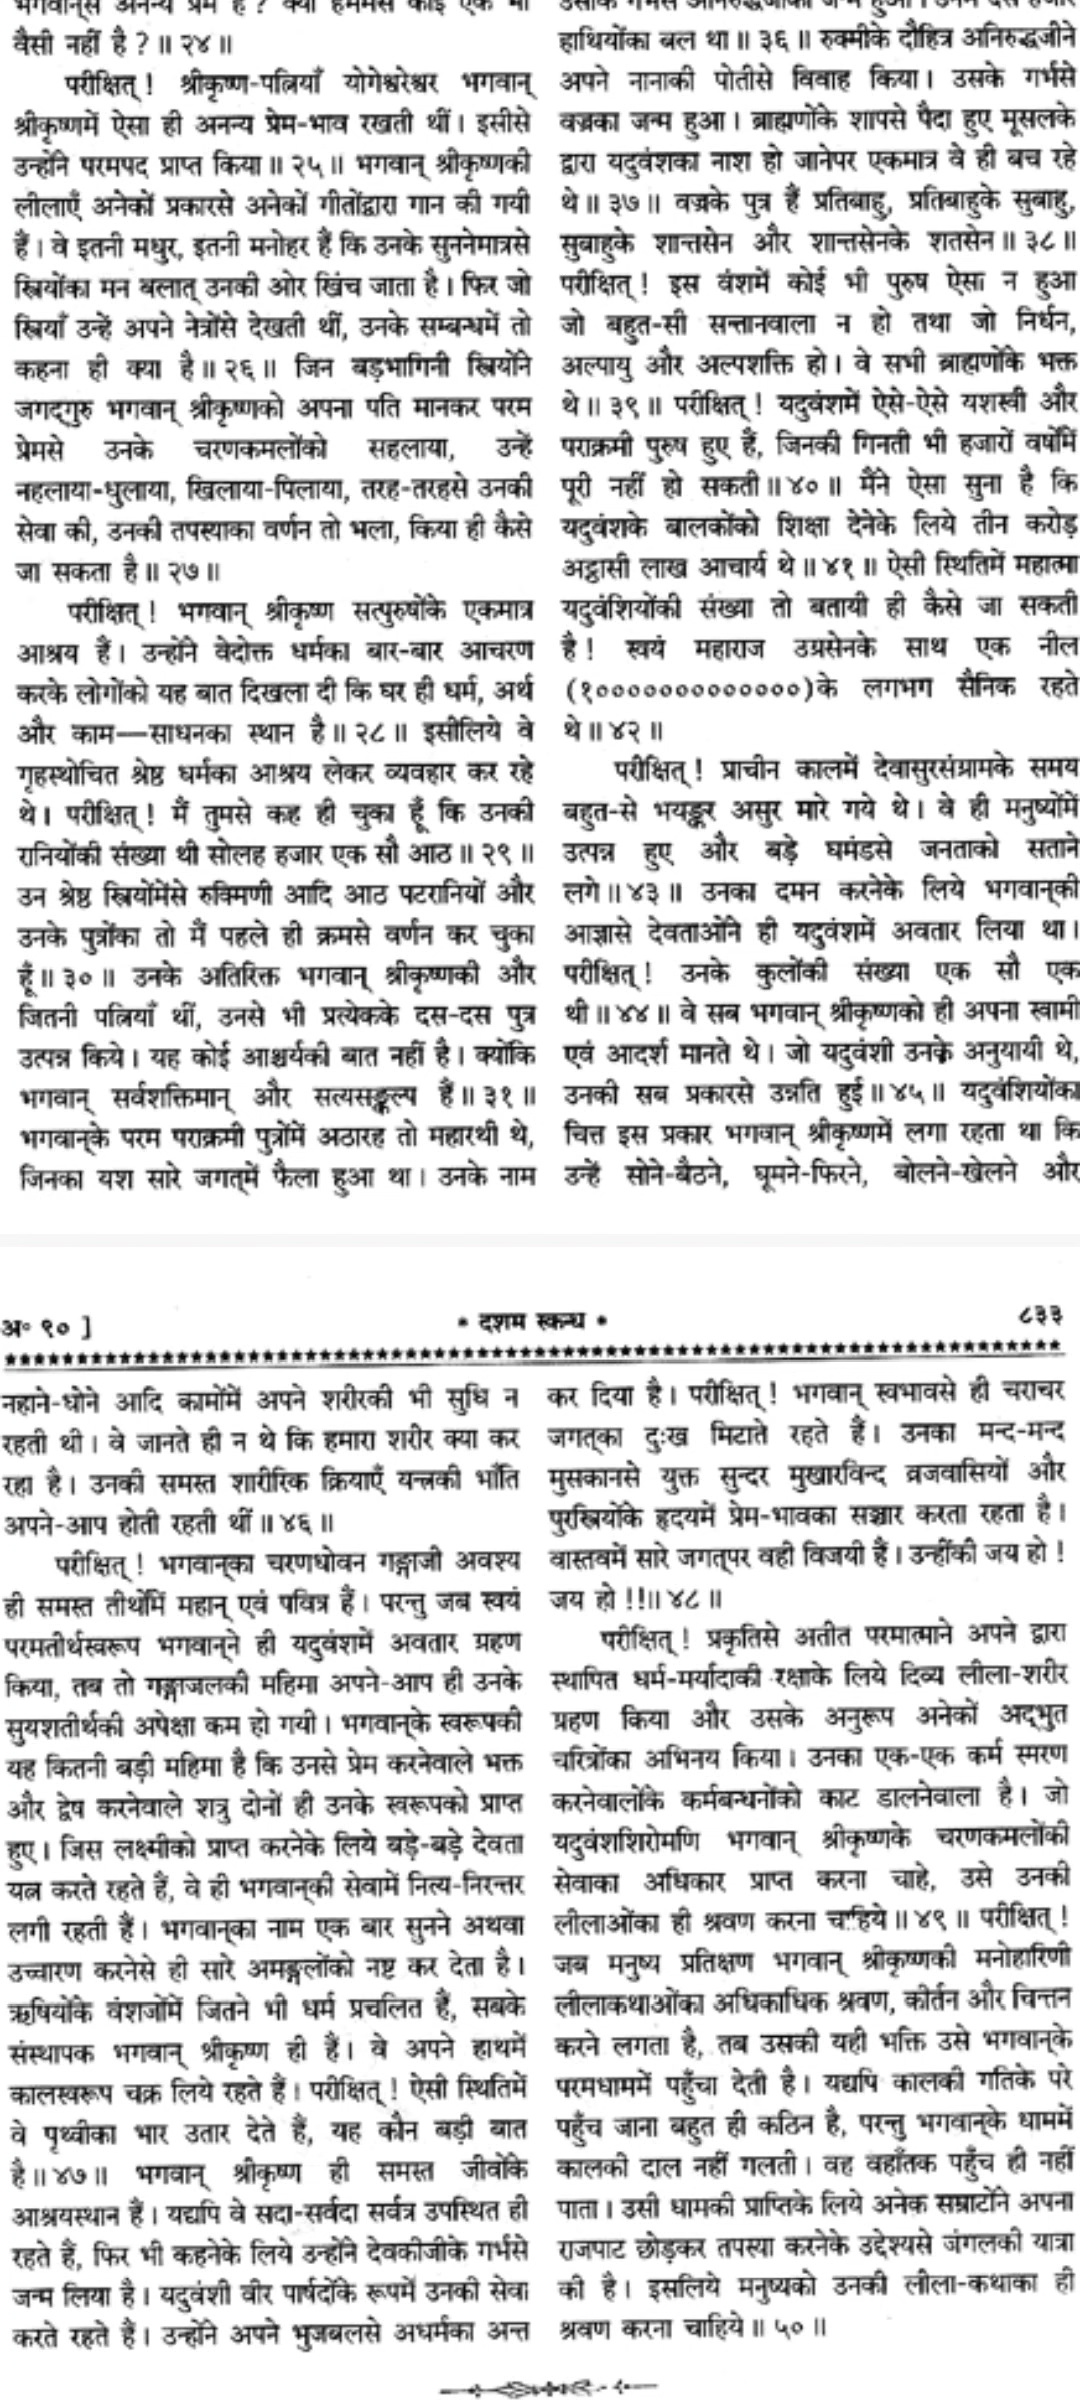 वैसी नहीं है ? ॥ २४ ॥
परीक्षित् ! श्रीकृष्ण-पत्नियाँ योगेश्वरेश्वर भगवान्
श्रीकृष्णमें ऐसा ही अनन्य प्रेम-भाव रखती थीं। इसीसे
उन्होंने परमपद प्राप्त किया ॥ २५ ॥ भगवान् श्रीकृष्णकी
लीलाएँ अनेकों प्रकारसे अनेकों गीतोंद्वारा गान की गयी
हैं। वे इतनी मधुर, इतनी मनोहर हैं कि उनके सुननेमात्रसे
स्त्रियोंका मन बलात् उनकी ओर खिंच जाता है। फिर जो
स्त्रियाँ उन्हें अपने नेत्रोंसे देखती थीं, उनके सम्बन्धमें तो
कहना ही क्या है ॥ २६ ॥ जिन बड़भागिनी स्त्रियोंने
जगद्गुरु भगवान् श्रीकृष्णको अपना पति मानकर परम
प्रेमसे उनके चरणकमलोंको सहलाया, उन्हें
नहलाया-धुलाया, खिलाया-पिलाया, तरह-तरहसे उनकी
सेवा की, उनकी तपस्याका वर्णन तो भला, किया ही कैसे
जा सकता है ॥ २७ ॥
परीक्षित् ! भगवान् श्रीकृष्ण सत्पुरुषोंके एकमात्र
आश्रय हैं। उन्होंने वेदोक्त धर्मका बार-बार आचरण
करके लोगोंको यह बात दिखला दी कि घर ही धर्म, अर्थ
और काम—साधनका स्थान है ॥ २८ ॥ इसीलिये वे
गृहस्थोचित श्रेष्ठ धर्मका आश्रय लेकर व्यवहार कर रहे
थे। परीक्षित् ! मैं तुमसे कह ही चुका हूँ कि उनकी
रानियोंकी संख्या थी सोलह हजार एक सौ आठ ॥ २९ ॥
उन श्रेष्ठ स्त्रियोंमेंसे रुक्मिणी आदि आठ पटरानियों और
उनके पुत्रोंका तो मैं पहले ही क्रमसे वर्णन कर चुका
हूँ ॥ ३० ॥ उनके अतिरिक्त भगवान् श्रीकृष्णकी और
जितनी पत्नियाँ थीं, उनसे भी प्रत्येकके दस-दस पुत्र
उत्पन्न किये। यह कोई आश्चर्यकी बात नहीं है। क्योंकि
भगवान् सर्वशक्तिमान् और सत्यसङ्कल्प हैं ॥ ३१ ॥
भगवान्‌के परम पराक्रमी पुत्रोंमें अठारह तो महारथी थे,
जिनका यश सारे जगत्‌में फैला हुआ था। उनके नाम
हाथियोंका बल था ॥ ३६ ॥ रुक्मीके दौहित्र अनिरुद्धजीने
अपने नानाकी पोतीसे विवाह किया। उसके गर्भसे
वज्रका जन्म हुआ। ब्राह्मणोंके शापसे पैदा हुए मूसलके
द्वारा यदुवंशका नाश हो जानेपर एकमात्र वे ही बच रहे
थे ॥ ३७ ॥ वज्रके पुत्र हैं प्रतिबाहु, प्रतिबाहुके सुबाहु,
सुबाहुके शान्तसेन और शान्तसेनके शतसेन ॥ ३८ ॥
परीक्षित् ! इस वंशमें कोई भी पुरुष ऐसा न हुआ
जो बहुत-सी सन्तानवाला न हो तथा जो निर्धन,
अल्पायु और अल्पशक्ति हो। वे सभी ब्राह्मणोंके भक्त
थे ॥ ३९ ॥ परीक्षित् ! यदुवंशमें ऐसे-ऐसे यशस्वी और
पराक्रमी पुरुष हुए हैं, जिनकी गिनती भी हजारों वर्षोंमें
पूरी नहीं हो सकती ॥ ४० ॥ मैंने ऐसा सुना है कि
यदुवंशके बालकोंको शिक्षा देनेके लिये तीन करोड़
अट्ठासी लाख आचार्य थे ॥ ४१ ॥ ऐसी स्थितिमें महात्मा
यदुवंशियोंकी संख्या तो बतायी ही कैसे जा सकती
है ! स्वयं महाराज उग्रसेनके साथ एक नील
(१०००००००००००००)के लगभग सैनिक रहते
थे ॥ ४२ ॥
परीक्षित् ! प्राचीन कालमें देवासुरसंग्रामके समय
बहुत-से भयङ्कर असुर मारे गये थे। वे ही मनुष्योंमें
उत्पन्न हुए और बड़े घमंडसे जनताको सताने
लगे ॥ ४३ ॥ उनका दमन करनेके लिये भगवान्‌की
आज्ञासे देवताओंने ही यदुवंशमें अवतार लिया था।
परीक्षित् ! उनके कुलोंकी संख्या एक सौ एक
थी ॥ ४४ ॥ वे सब भगवान् श्रीकृष्णको ही अपना स्वामी
एवं आदर्श मानते थे। जो यदुवंशी उनके अनुयायी थे,
उनकी सब प्रकारसे उन्नति हुई ॥ ४५ ॥ यदुवंशियोंका
चित्त इस प्रकार भगवान् श्रीकृष्णमें लगा रहता था कि
उन्हें सोने-बैठने, घूमने-फिरने, बोलने-खेलने और
अ॰ ९० ]
* दशम स्कन्ध *
८३३
नहाने-धोने आदि कामोंमें अपने शरीरकी भी सुधि न
रहती थी। वे जानते ही न थे कि हमारा शरीर क्या कर
रहा है। उनकी समस्त शारीरिक क्रियाएँ यन्त्रकी भाँति
अपने-आप होती रहती थीं ॥ ४६ ॥
परीक्षित् ! भगवान्‌का चरणधोवन गङ्गाजी अवश्य
ही समस्त तीर्थोंमें महान् एवं पवित्र हैं। परन्तु जब स्वयं
परमतीर्थस्वरूप भगवान्‌ने ही यदुवंशमें अवतार ग्रहण
किया, तब तो गङ्गाजलकी महिमा अपने-आप ही उनके
सुयशतीर्थकी अपेक्षा कम हो गयी। भगवान्‌के स्वरूपकी
यह कितनी बड़ी महिमा है कि उनसे प्रेम करनेवाले भक्त
और द्वेष करनेवाले शत्रु दोनों ही उनके स्वरूपको प्राप्त
हुए। जिस लक्ष्मीको प्राप्त करनेके लिये बड़े-बड़े देवता
यत्न करते रहते हैं, वे ही भगवान्‌की सेवामें नित्य-निरन्तर
लगी रहती हैं। भगवान्‌का नाम एक बार सुनने अथवा
उच्चारण करनेसे ही सारे अमङ्गलोंको नष्ट कर देता है।
ऋषियोंके वंशजोंमें जितने भी धर्म प्रचलित हैं, सबके
संस्थापक भगवान् श्रीकृष्ण ही हैं। वे अपने हाथमें
कालस्वरूप चक्र लिये रहते हैं। परीक्षित् ! ऐसी स्थितिमें
वे पृथ्वीका भार उतार देते हैं, यह कौन बड़ी बात
है ॥ ४७ ॥ भगवान् श्रीकृष्ण ही समस्त जीवोंके
आश्रयस्थान हैं। यद्यपि वे सदा-सर्वदा सर्वत्र उपस्थित ही
रहते हैं, फिर भी कहनेके लिये उन्होंने देवकीजीके गर्भसे
जन्म लिया है। यदुवंशी वीर पार्षदोंके रूपमें उनकी सेवा
करते रहते हैं। उन्होंने अपने भुजबलसे अधर्मका अन्त
कर दिया है। परीक्षित् ! भगवान् स्वभावसे ही चराचर
जगत्‌का दुःख मिटाते रहते हैं। उनका मन्द-मन्द
मुसकानसे युक्त सुन्दर मुखारविन्द व्रजवासियों और
पुरस्त्रियोंके हृदयमें प्रेम-भावका सञ्चार करता रहता है।
वास्तवमें सारे जगत्‌पर वही विजयी हैं। उन्हींकी जय हो !
जय हो !!॥ ४८ ॥
परीक्षित् ! प्रकृतिसे अतीत परमात्माने अपने द्वारा
स्थापित धर्म-मर्यादाकी रक्षाके लिये दिव्य लीला-शरीर
ग्रहण किया और उसके अनुरूप अनेकों अद्भुत
चरित्रोंका अभिनय किया। उनका एक-एक कर्म स्मरण
करनेवालोंके कर्मबन्धनोंको काट डालनेवाला है। जो
यदुवंशशिरोमणि भगवान् श्रीकृष्णके चरणकमलोंकी
सेवाका अधिकार प्राप्त करना चाहे, उसे उनकी
लीलाओंका ही श्रवण करना चाहिये ॥ ४९ ॥ परीक्षित् !
जब मनुष्य प्रतिक्षण भगवान् श्रीकृष्णकी मनोहारिणी
लीलाकथाओंका अधिकाधिक श्रवण, कीर्तन और चिन्तन
करने लगता है, तब उसकी यही भक्ति उसे भगवान्‌के
परमधाममें पहुँचा देती है। यद्यपि कालकी गतिके परे
पहुँच जाना बहुत ही कठिन है, परन्तु भगवान्‌के धाममें
कालकी दाल नहीं गलती। वह वहाँतक पहुँच ही नहीं
पाता। उसी धामकी प्राप्तिके लिये अनेक सम्राटोंने अपना
राजपाट छोड़कर तपस्या करनेके उद्देश्यसे जंगलकी यात्रा
की है। इसलिये मनुष्यको उनकी लीला-कथाका ही
श्रवण करना चाहिये ॥ ५० ॥